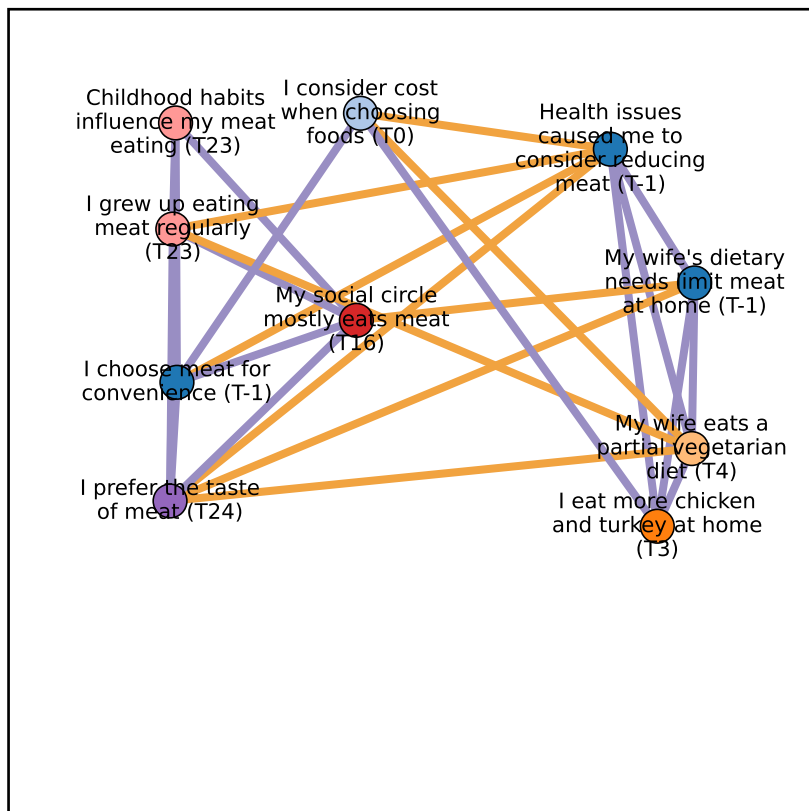 Childhood habits
influence my meat
eating (T23)
I consider cost
when choosing
foods (T0)
Health issues
caused me to
consider reducing
meat (T-1)
I grew up eating
meat regularly
(T23)
My wife's dietary
needs limit meat
at home (T-1)
My social circle
mostly eats meat
(T16)
I choose meat for
convenience (T-1)
My wife eats a
partial vegetarian
diet (T4)
I prefer the taste
of meat (T24)
I eat more chicken
and turkey at home
(T3)